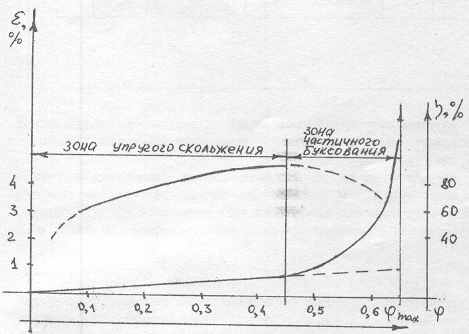 ε,
%
ЗОНА УПРУГОГО СКОЛЬЖЕНИЯ
ЗОНА
ЧАСТИЧНОГО
БУКСОВАНИЯ
η,%
4
3
2
1
80
60
40
0,1
0,2
0,3
0,4
0,5
0,6
φmax
φ